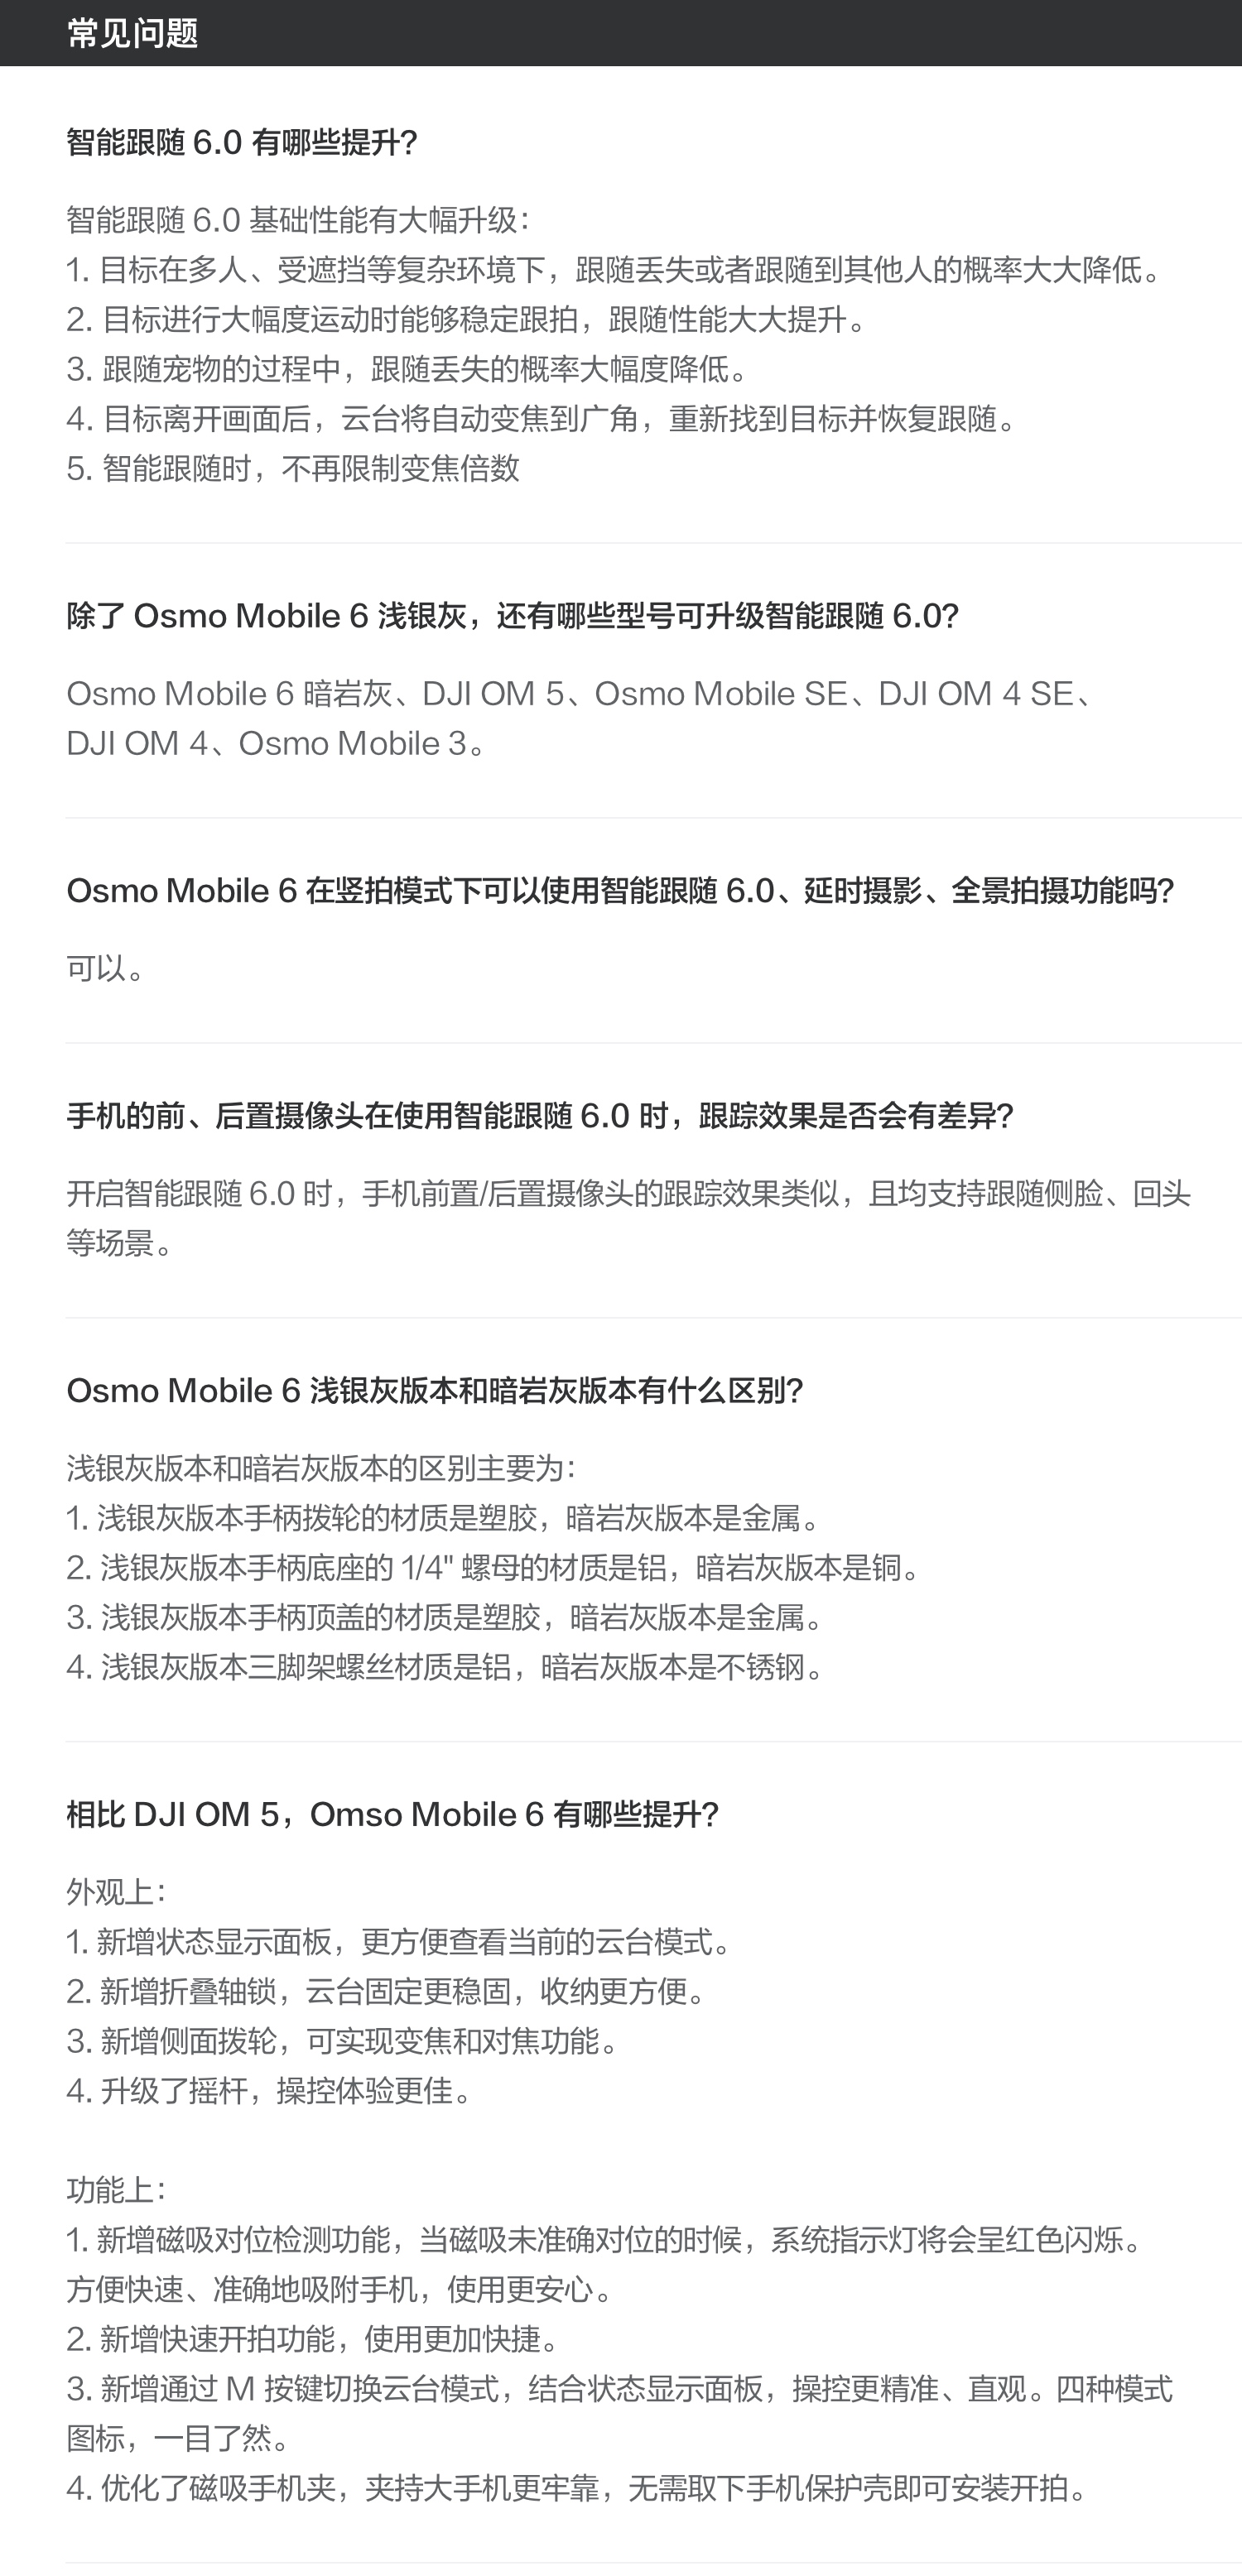 常见问题
智能跟随 6.0 有哪些提升？
智能跟随 6.0 基础性能有大幅升级：
1. 目标在多人、受遮挡等复杂环境下，跟随丢失或者跟随到其他人的概率大大降低。
2. 目标进行大幅度运动时能够稳定跟拍，跟随性能大大提升。
3. 跟随宠物的过程中，跟随丢失的概率大幅度降低。
4. 目标离开画面后，云台将自动变焦到广角，重新找到目标并恢复跟随。
5. 智能跟随时，不再限制变焦倍数
除了 Osmo Mobile 6 浅银灰，还有哪些型号可升级智能跟随 6.0？
Osmo Mobile 6 暗岩灰、DJI OM 5、Osmo Mobile SE、DJI OM 4 SE、
DJI OM 4、Osmo Mobile 3。
Osmo Mobile 6 在竖拍模式下可以使用智能跟随 6.0、延时摄影、全景拍摄功能吗？
可以。
手机的前、后置摄像头在使用智能跟随 6.0 时，跟踪效果是否会有差异？
开启智能跟随 6.0 时，手机前置/后置摄像头的跟踪效果类似，且均支持跟随侧脸、回头
等场景。
Osmo Mobile 6 浅银灰版本和暗岩灰版本有什么区别？
浅银灰版本和暗岩灰版本的区别主要为：
1. 浅银灰版本手柄拨轮的材质是塑胶，暗岩灰版本是金属。
2. 浅银灰版本手柄底座的 1/4" 螺母的材质是铝，暗岩灰版本是铜。
3. 浅银灰版本手柄顶盖的材质是塑胶，暗岩灰版本是金属。
4. 浅银灰版本三脚架螺丝材质是铝，暗岩灰版本是不锈钢。
相比 DJI OM 5，Omso Mobile 6 有哪些提升？
外观上：
1. 新增状态显示面板，更方便查看当前的云台模式。
2. 新增折叠轴锁，云台固定更稳固，收纳更方便。
3. 新增侧面拨轮，可实现变焦和对焦功能。
4. 升级了摇杆，操控体验更佳。
功能上：
1. 新增磁吸对位检测功能，当磁吸未准确对位的时候，系统指示灯将会呈红色闪烁。
方便快速、准确地吸附手机，使用更安心。
2. 新增快速开拍功能，使用更加快捷。
3. 新增通过 M 按键切换云台模式，结合状态显示面板，操控更精准、直观。四种模式
图标，一目了然。
4. 优化了磁吸手机夹，夹持大手机更牢靠，无需取下手机保护壳即可安装开拍。